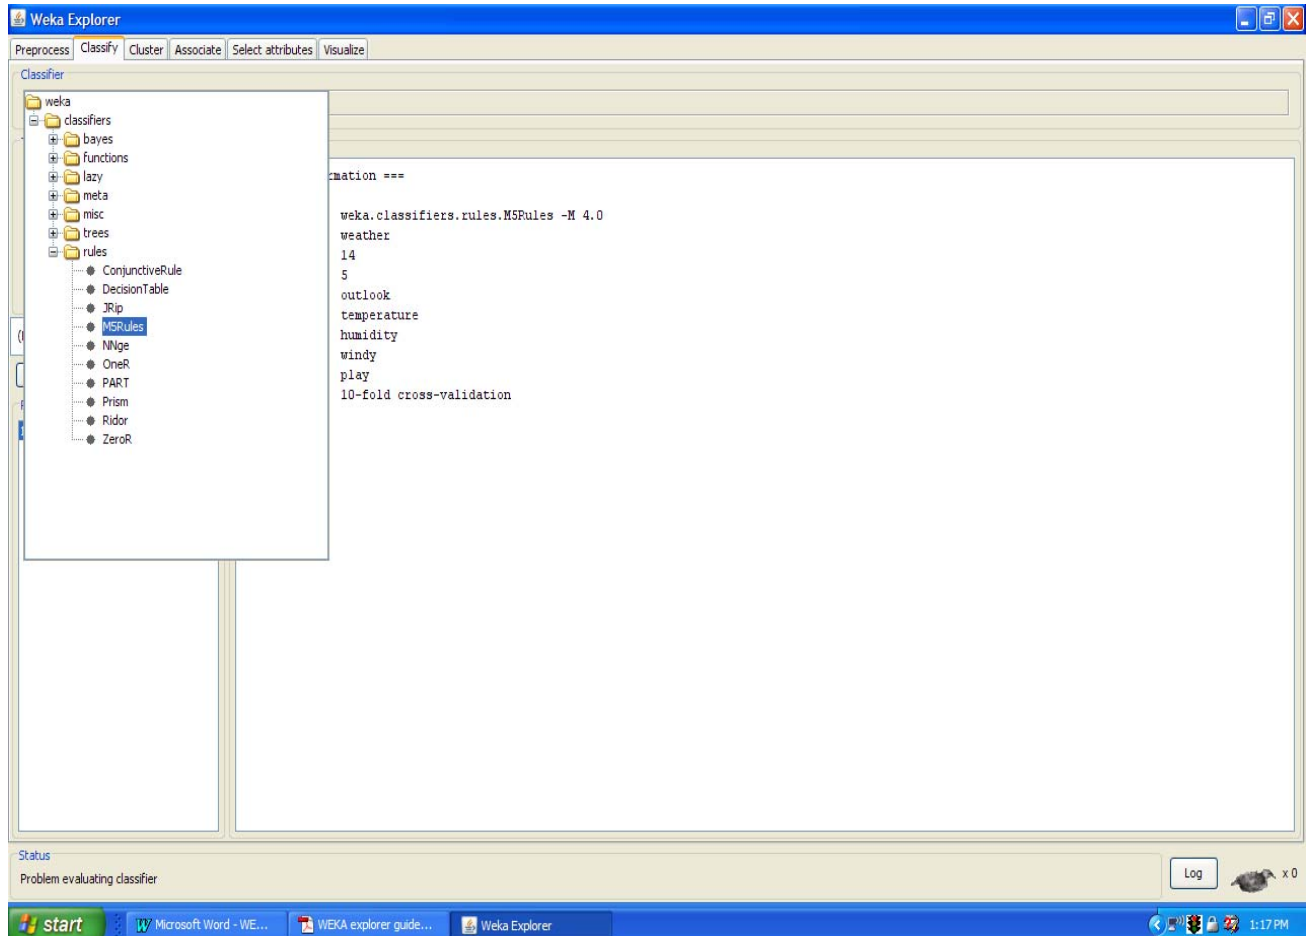 Weka Explorer
Preprocess Classify Cluster Associate Select attributes Visualize
Classifier
weka
classifiers
bayes
functions
lazy
meta
misc
trees
rules
ConjunctiveRule
DecisionTable
JRip
M5Rules
NNge
OneR
PART
Prism
Ridor
ZeroR
rmation ===
weka.classifiers.rules.M5Rules -M 4.0
weather
14
5
outlook
temperature
humidity
windy
play
10-fold cross-validation
Status
Problem evaluating classifier
Log
x 0
start
Microsoft Word - WE...
WEKA explorer guide...
Weka Explorer
1:17 PM